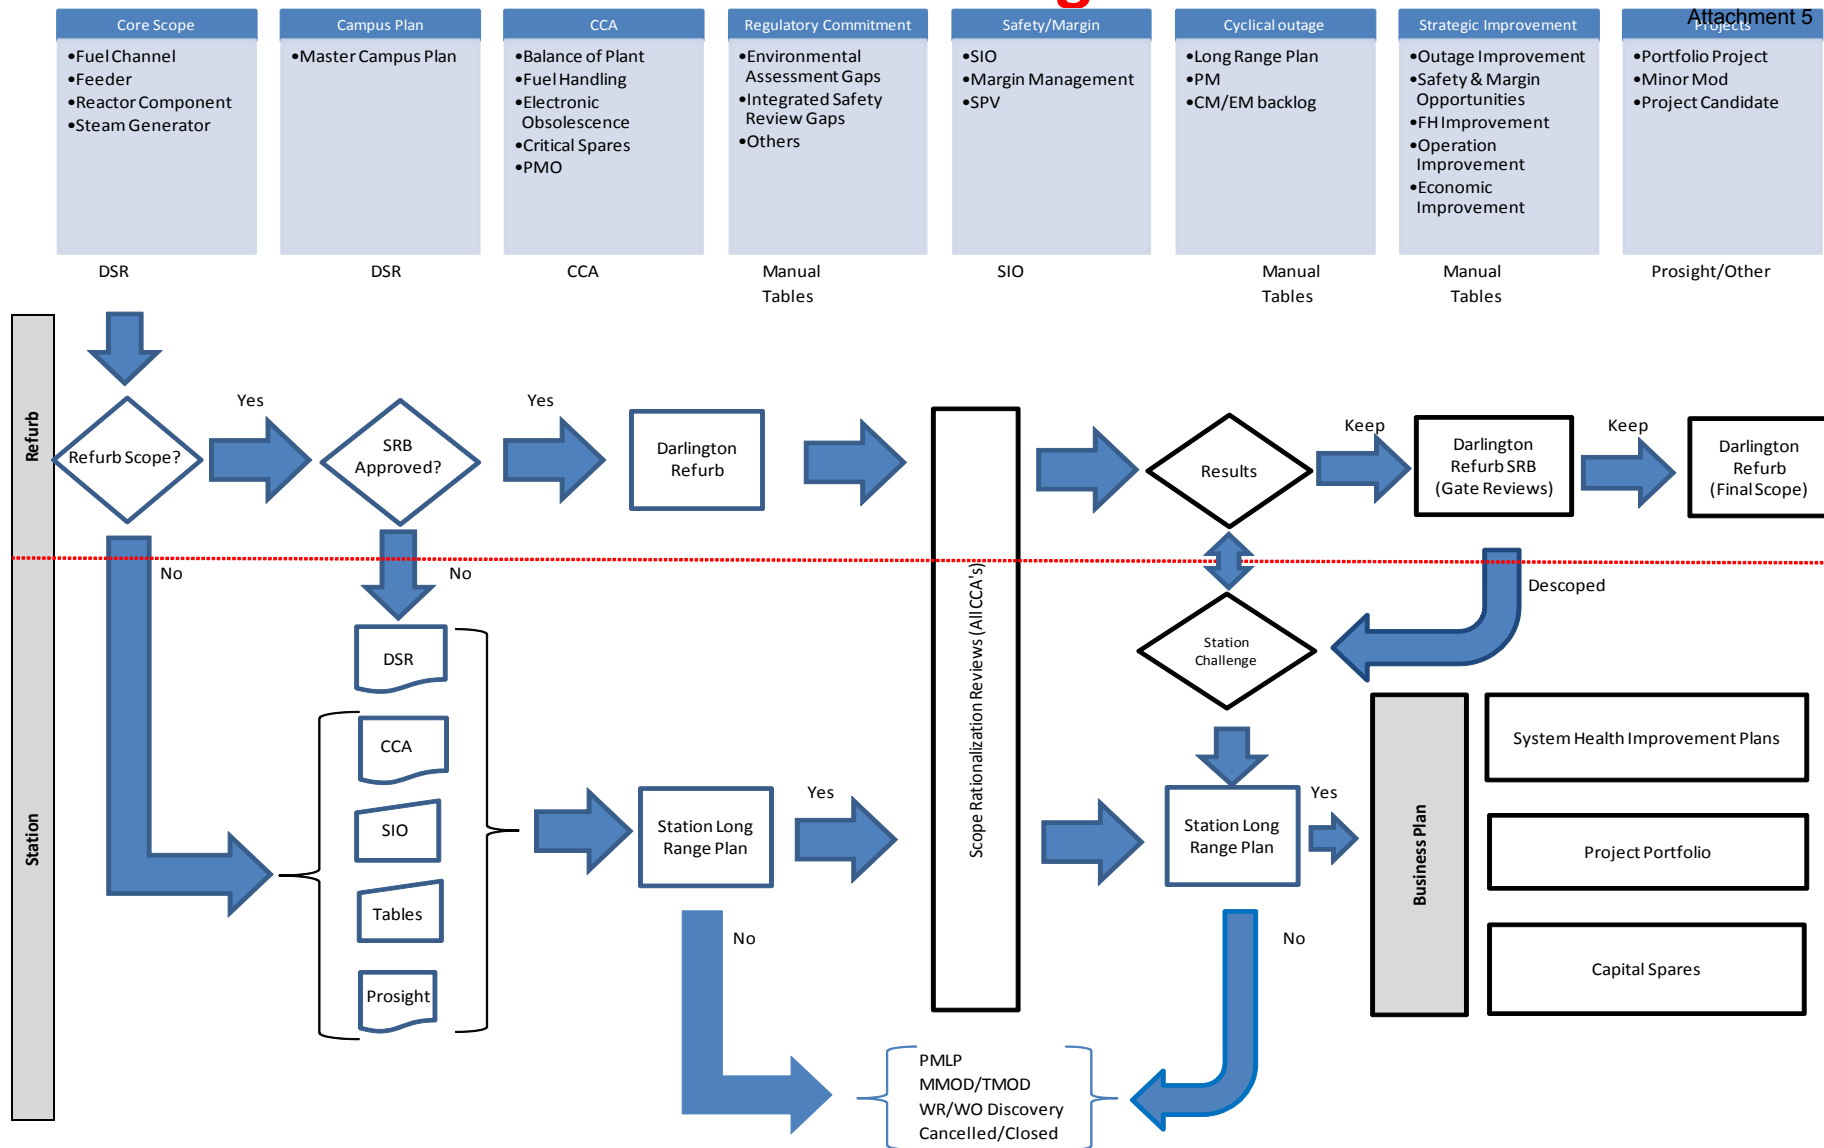 Attachment 5
Core Scope
•Fuel Channel
•Feeder
•Reactor Component
•Steam Generator
DSR
Campus Plan
•Master Campus Plan
DSR
CCA
•Balance of Plant
•Fuel Handling
•Electronic
Obsolescence
•Critical Spares
•PMO
CCA
Regulatory Commitment
•Environmental
Assessment Gaps
•Integrated Safety
Review Gaps
•Others
Manual
Tables
Safety/Margin
•SIO
•Margin Management
•SPV
SIO
Cyclical outage
•Long Range Plan
•PM
•CM/EM backlog
Manual
Tables
Strategic Improvement
•Outage Improvement
•Safety & Margin
Opportunities
•FH Improvement
•Operation
Improvement
•Economic
Improvement
Manual
Tables
Projects
•Portfolio Project
•Minor Mod
•Project Candidate
Prosight/Other
Refurb
Refurb Scope?
Yes
SRB
Approved?
Yes
Darlington
Refurb
Results
Keep
Darlington
Refurb SRB
(Gate Reviews)
Keep
Darlington
Refurb
(Final Scope)
No
No
Descoped
Scope Rationalization Reviews (All CCA's)
Station
DSR
CCA
SIO
Tables
Prosight
Station Long
Range Plan
Yes
No
Station
Challenge
Station Long
Range Plan
Yes
No
Business Plan
System Health Improvement Plans
Project Portfolio
Capital Spares
PMLP
MMOD/TMOD
WR/WO Discovery
Cancelled/Closed